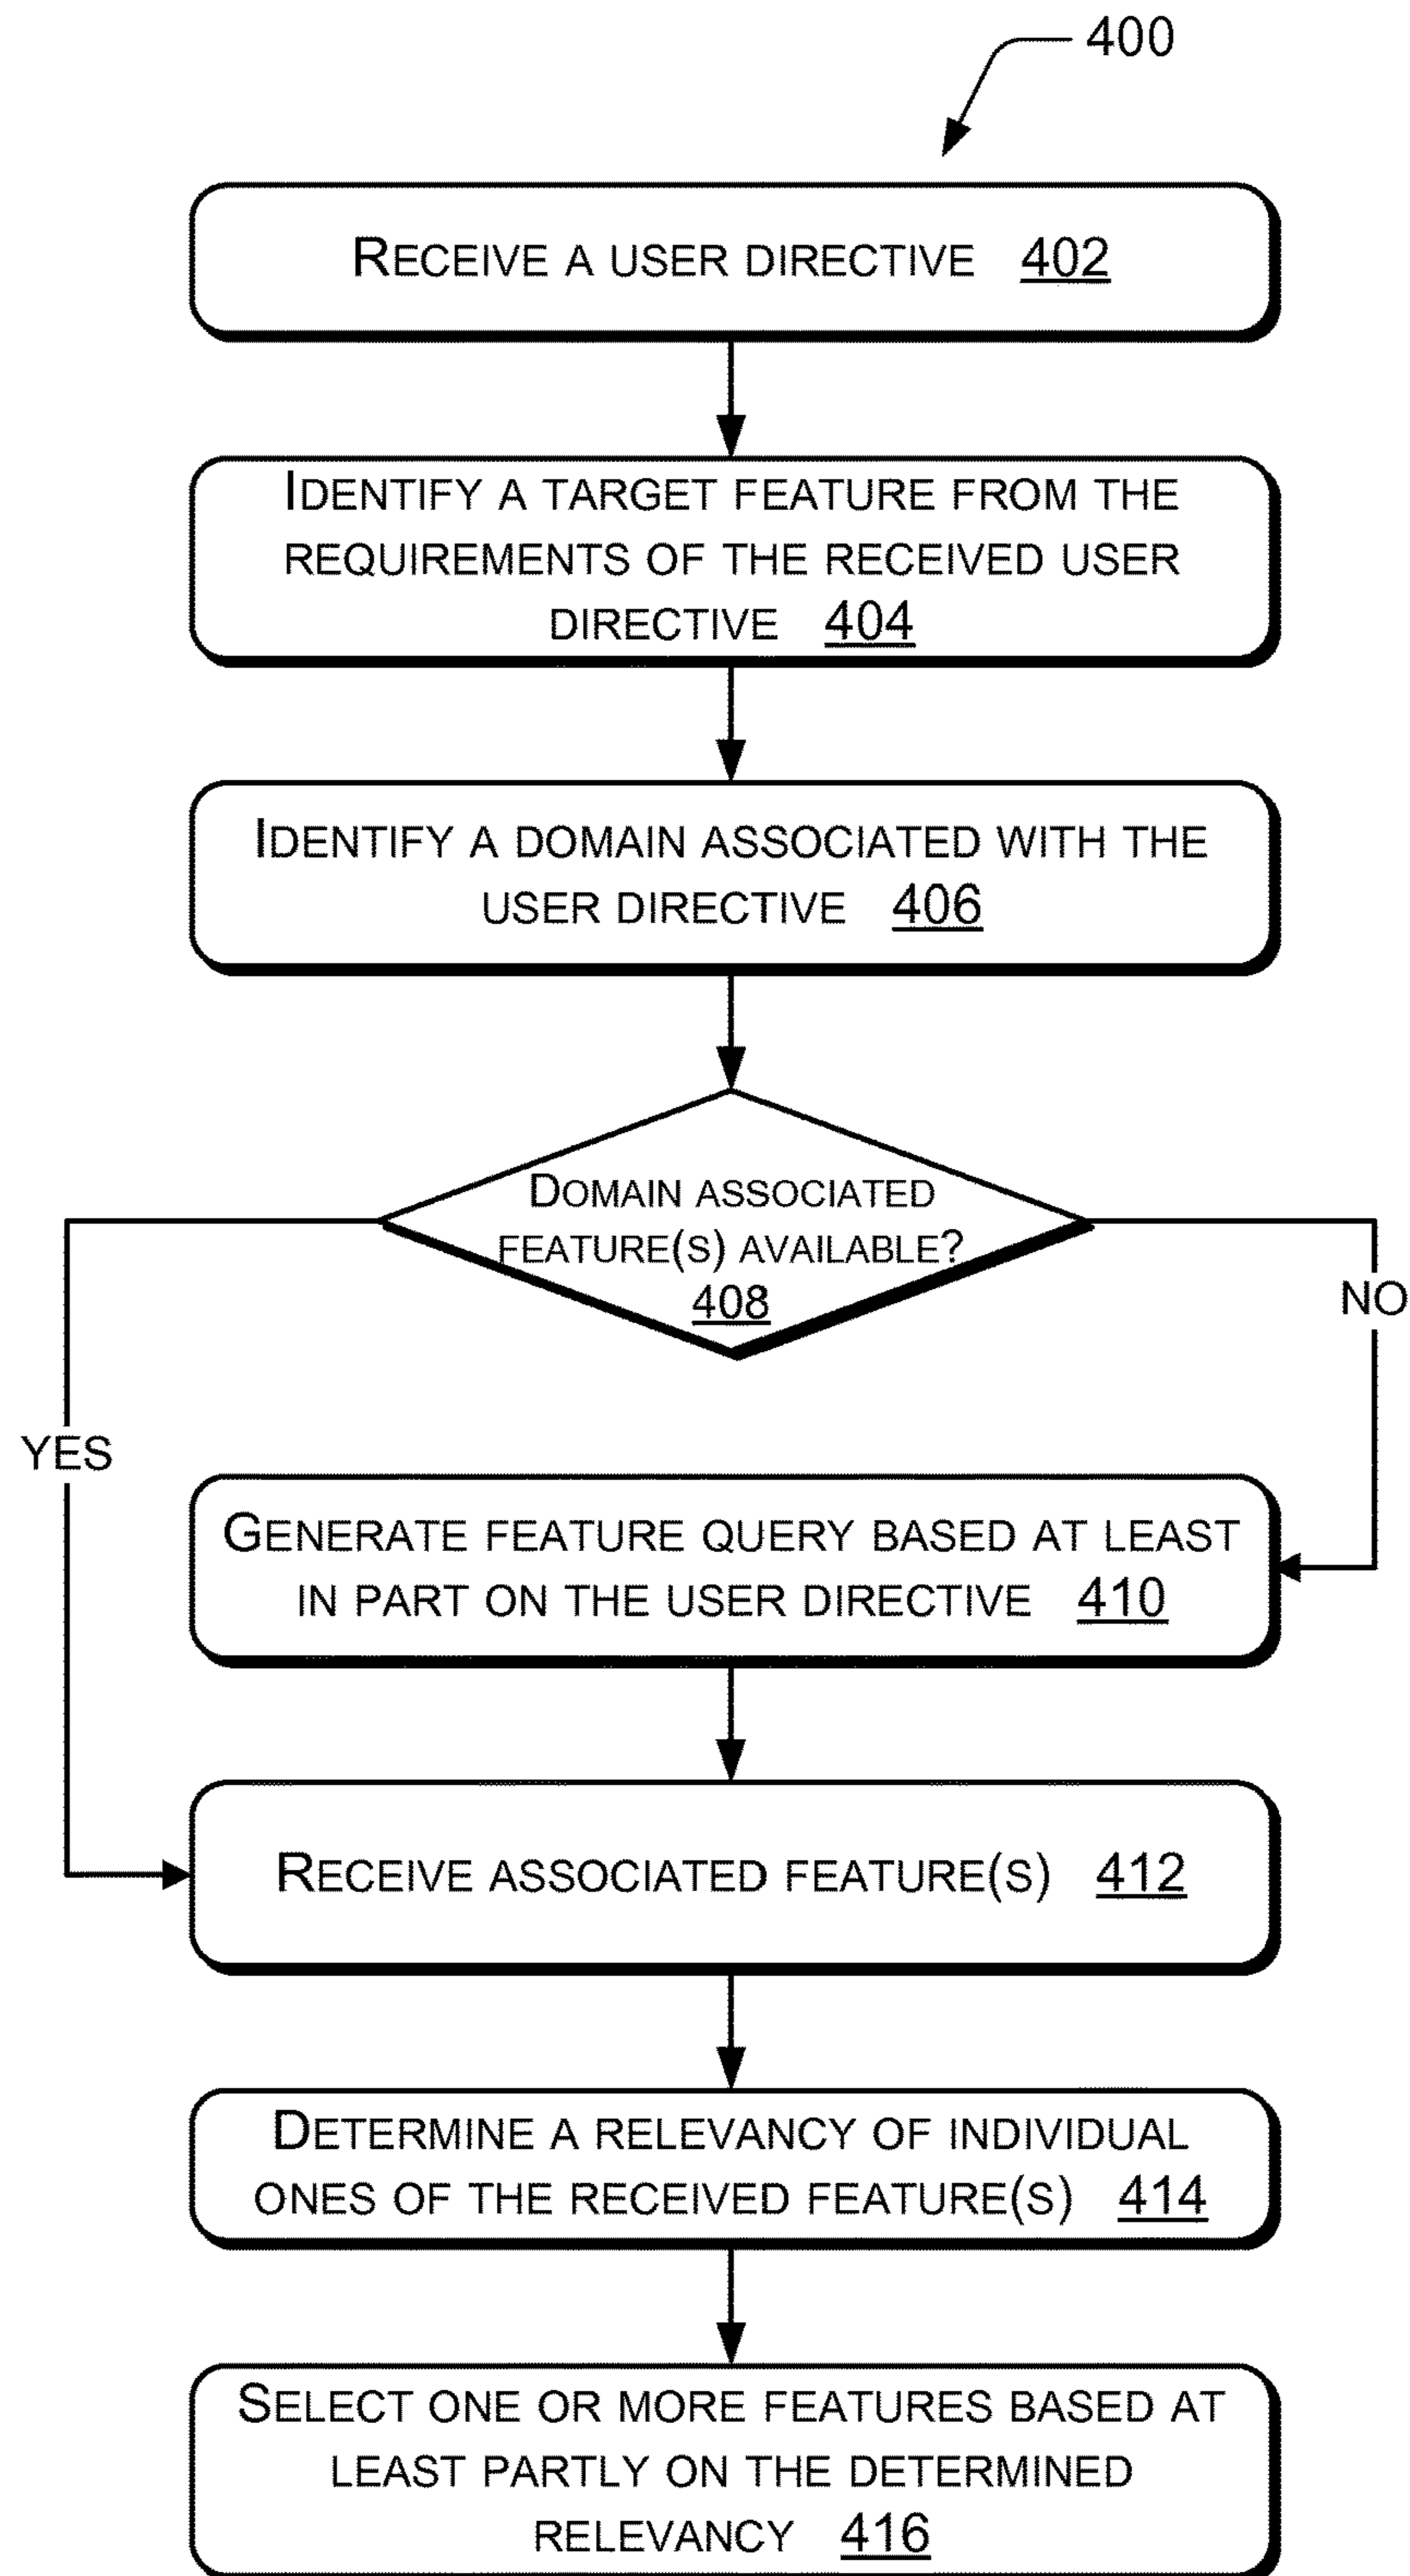 400
RECEIVE A USER DIRECTIVE 402
IDENTIFY A TARGET FEATURE FROM THE
REQUIREMENTS OF THE RECEIVED USER
DIRECTIVE 404
IDENTIFY A DOMAIN ASSOCIATED WITH THE
USER DIRECTIVE 406
DOMAIN ASSOCIATED
FEATURE(S) AVAILABLE?
408
NO
YES
GENERATE FEATURE QUERY BASED AT LEAST
IN PART ON THE USER DIRECTIVE 410
RECEIVE ASSOCIATED FEATURE(S) 412
DETERMINE A RELEVANCY OF INDIVIDUAL
ONES OF THE RECEIVED FEATURE(S) 414
SELECT ONE OR MORE FEATURES BASED AT
LEAST PARTLY ON THE DETERMINED
RELEVANCY 416